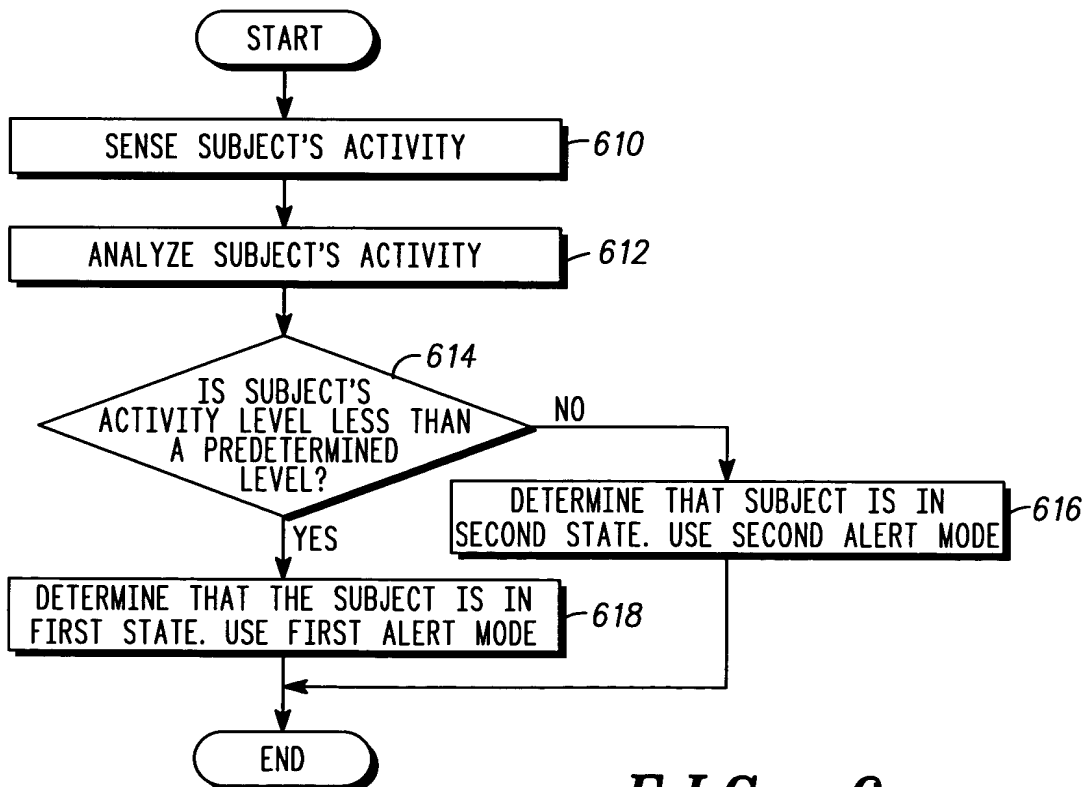 START
SENSE SUBJECT'S ACTIVITY
610
ANALYZE SUBJECT'S ACTIVITY
612
614
IS SUBJECT'S
ACTIVITY LEVEL LESS THAN
A PREDETERMINED
LEVEL?
NO
YES
DETERMINE THAT SUBJECT IS IN
SECOND STATE. USE SECOND ALERT MODE
616
DETERMINE THAT THE SUBJECT IS IN
FIRST STATE. USE FIRST ALERT MODE
618
END